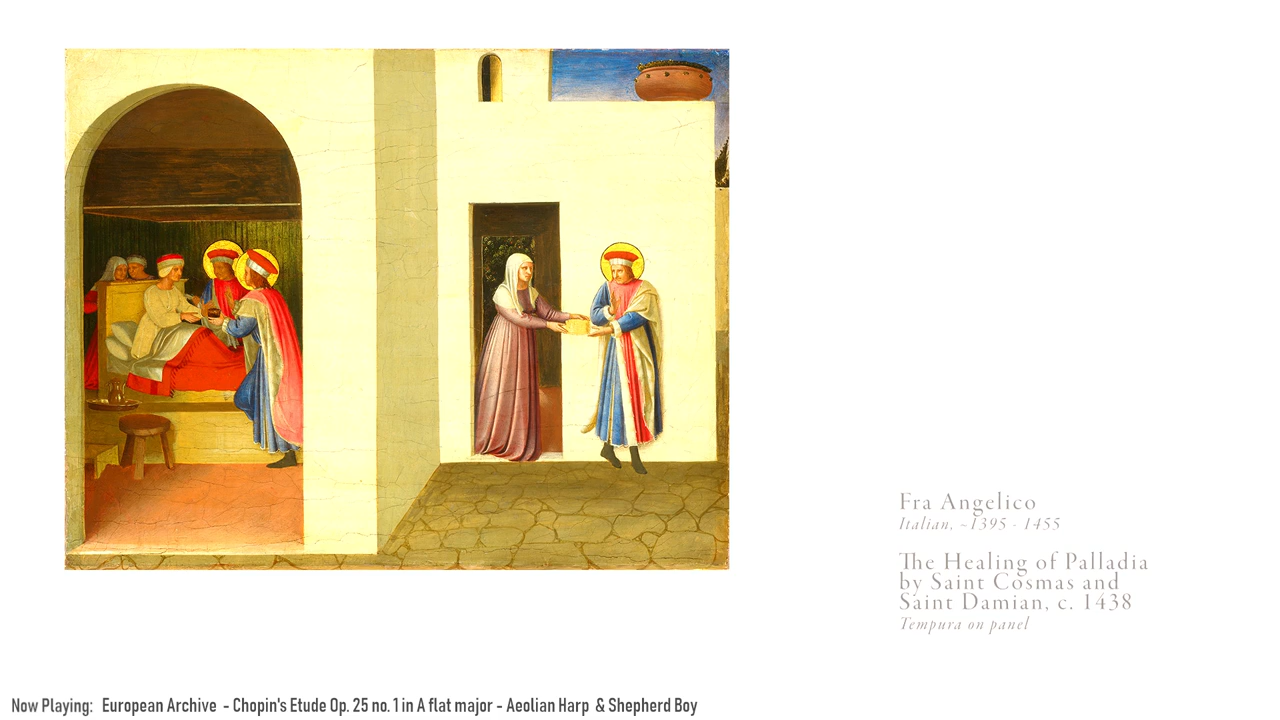 Fra Angelico
Italian, ~1395 - 1455
The Healing of Palladia
by Saint Cosmas and
Saint Damian, c. 1438
Tempura on panel
Now Playing: European Archive - Chopin's Etude Op. 25 no. 1 in A flat major - Aeolian Harp & Shepherd Boy